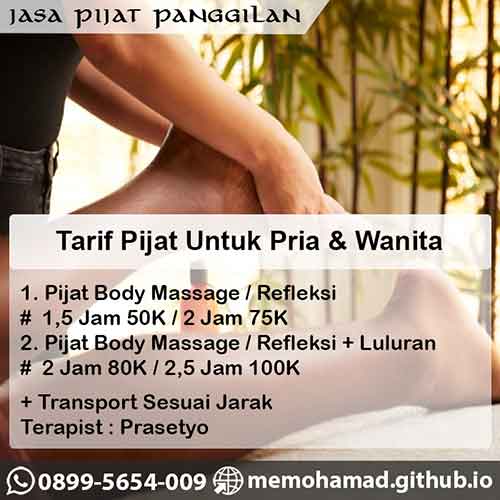 JASA PIJAT PANGGILAN
Tarif Pijat Untuk Pria & Wanita
1. Pijat Body Massage / Refleksi
# 1,5 Jam 50K / 2 Jam 75K
2. Pijat Body Massage / Refleksi + Luluran
# 2 Jam 80K / 2,5 Jam 100K
+ Transport Sesuai Jarak
Terapist : Prasetyo
0899-5654-009 memohamad.github.io